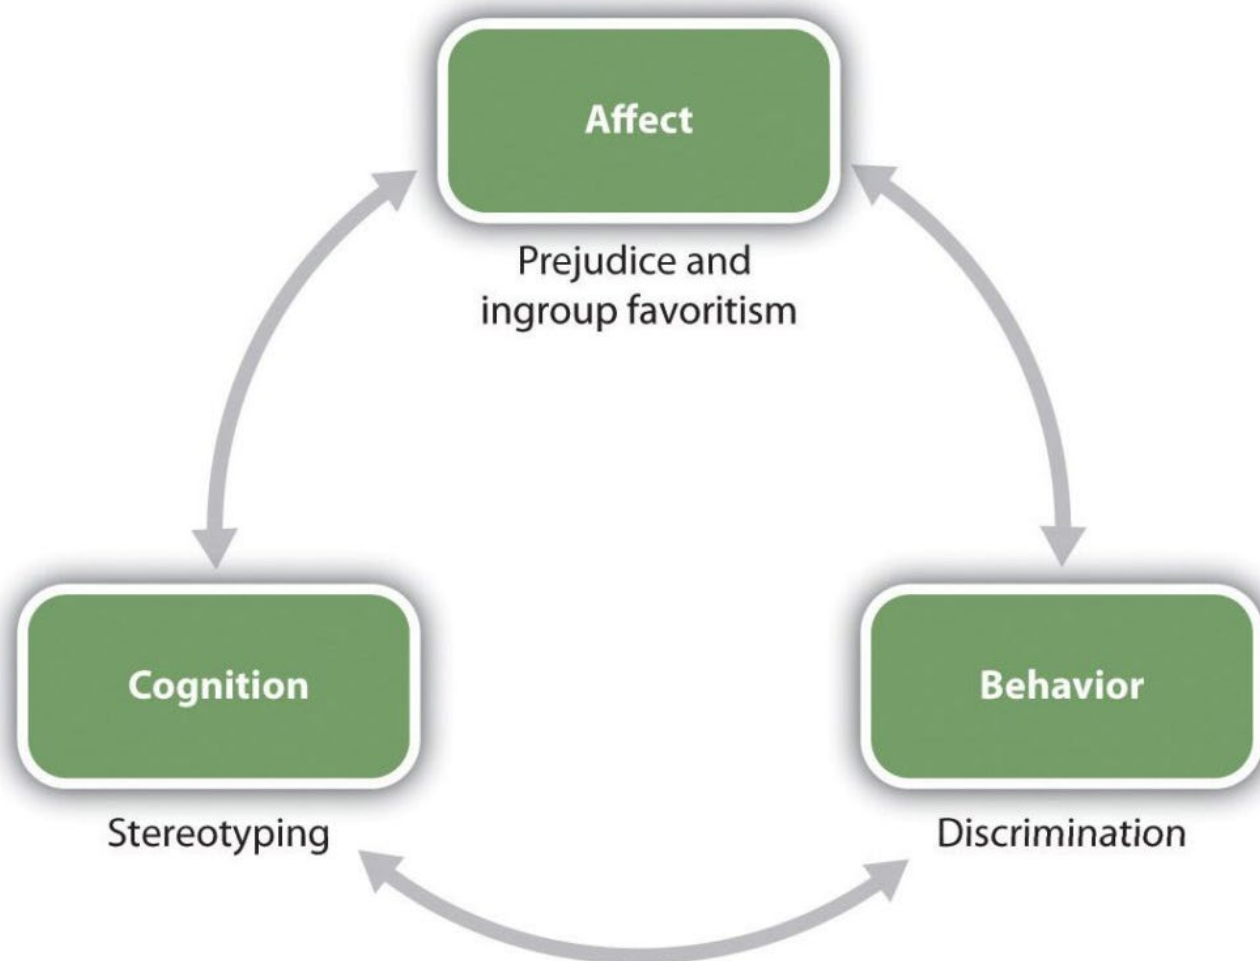 Affect
Prejudice and
ingroup favoritism
Cognition
Stereotyping
Behavior
Discrimination